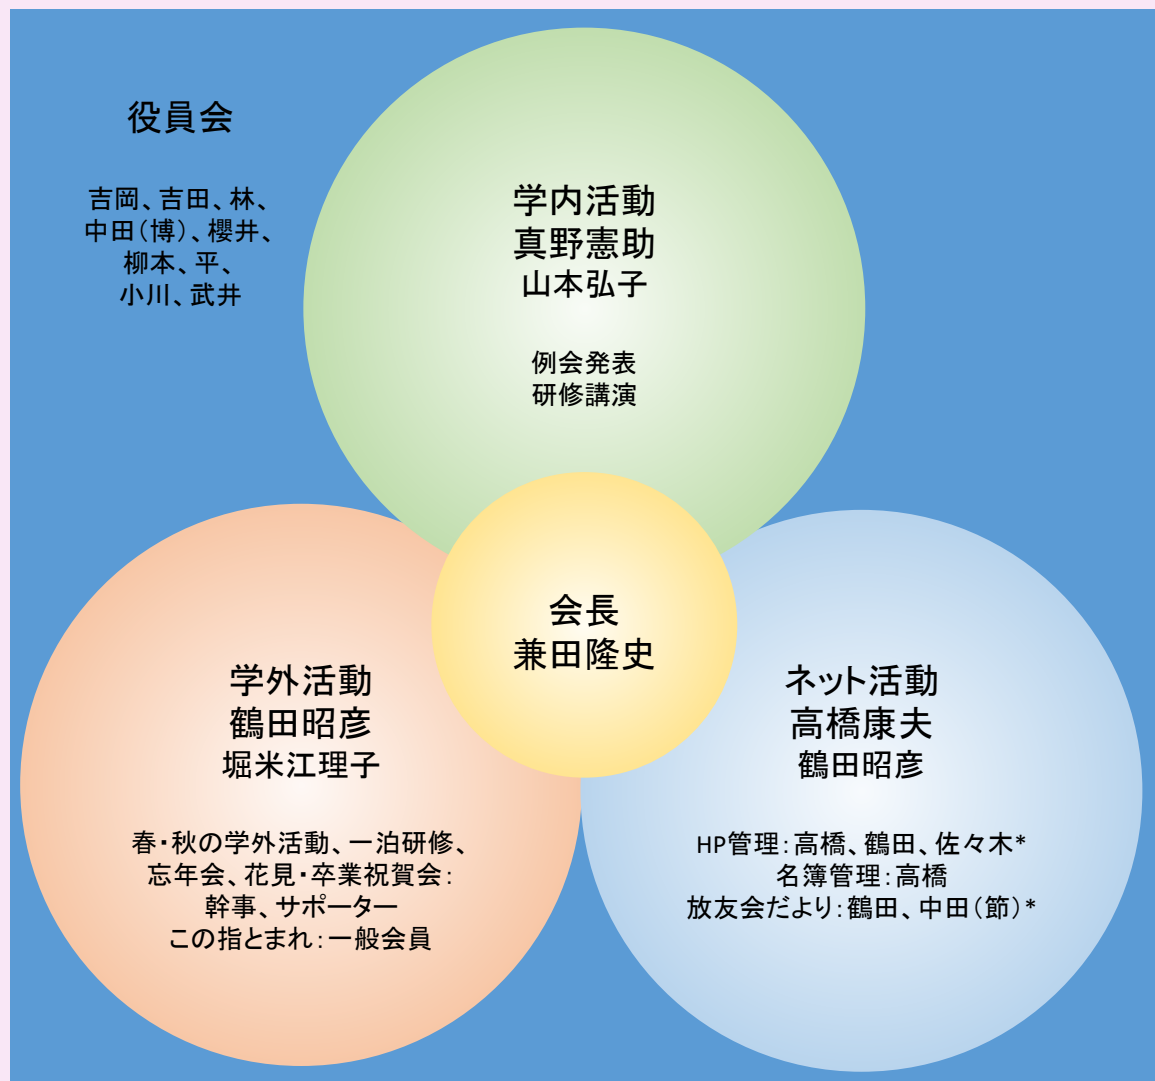 役員会
吉岡、吉田、林、
中田(博)、櫻井、
柳本、平、
小川、武井
学内活動
真野憲助
山本弘子
例会発表
研修講演
会長
兼田隆史
学外活動
鶴田昭彦
堀米江理子
春・秋の学外活動、一泊研修、
忘年会、花見・卒業祝賀会:
幹事、サポーター
この指とまれ:一般会員
ネット活動
高橋康夫
鶴田昭彦
HP管理:高橋、鶴田、佐々木*
名簿管理:高橋
放友会だより:鶴田、中田(節)*